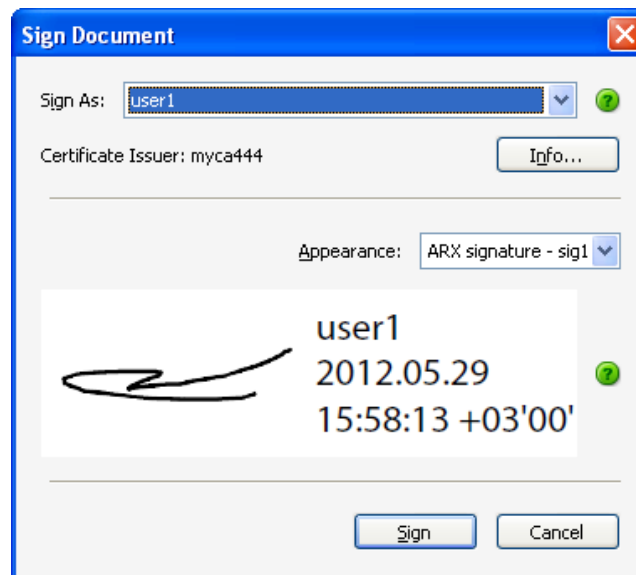 Sign Document
Sign As: user1
Certificate Issuer: myca444 Info...
Appearance: ARX signature - sig1
user1
2012.05.29
15:58:13 +03'00'
Sign Cancel